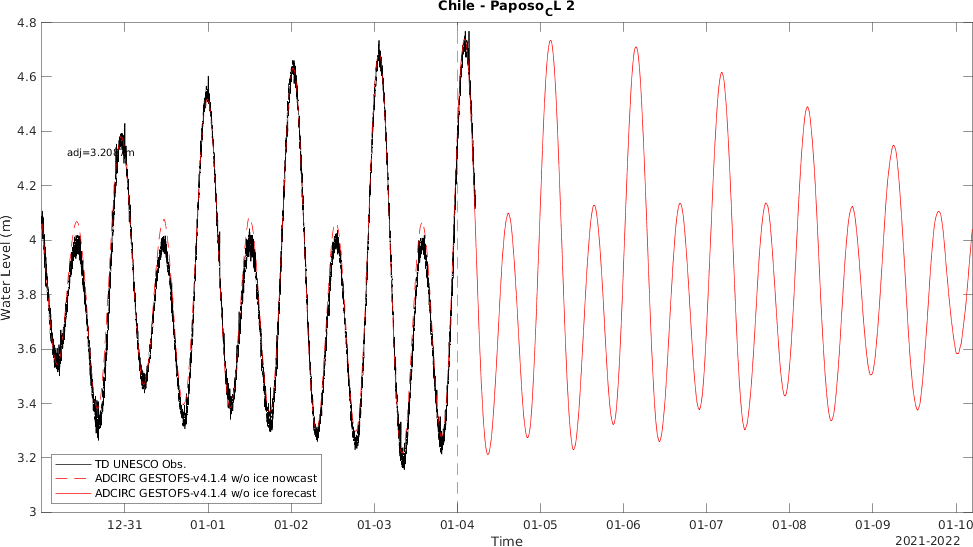 Chile - Paposo_CL 2
4.8
4.6
4.4
4.2
4
3.8
3.6
3.4
3.2
3
Water Level (m)
TD UNESCO Obs.
ADCIRC GESTOFS-v4.1.4 w/o ice nowcast
ADCIRC GESTOFS-v4.1.4 w/o ice forecast
12-31 01-01 01-02 01-03 01-04 01-05 01-06 01-07 01-08 01-09 01-10
Time
2021-2022